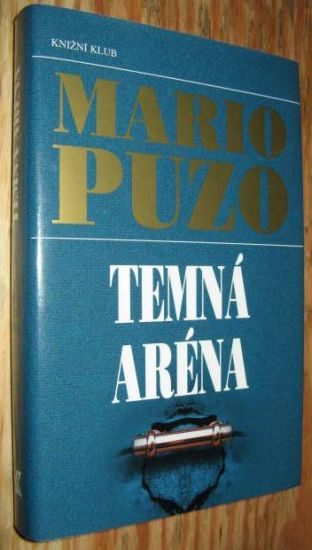 KNIŽNÍ KLUB
MARIO
PUZO
TEMNÁ
ARÉNA